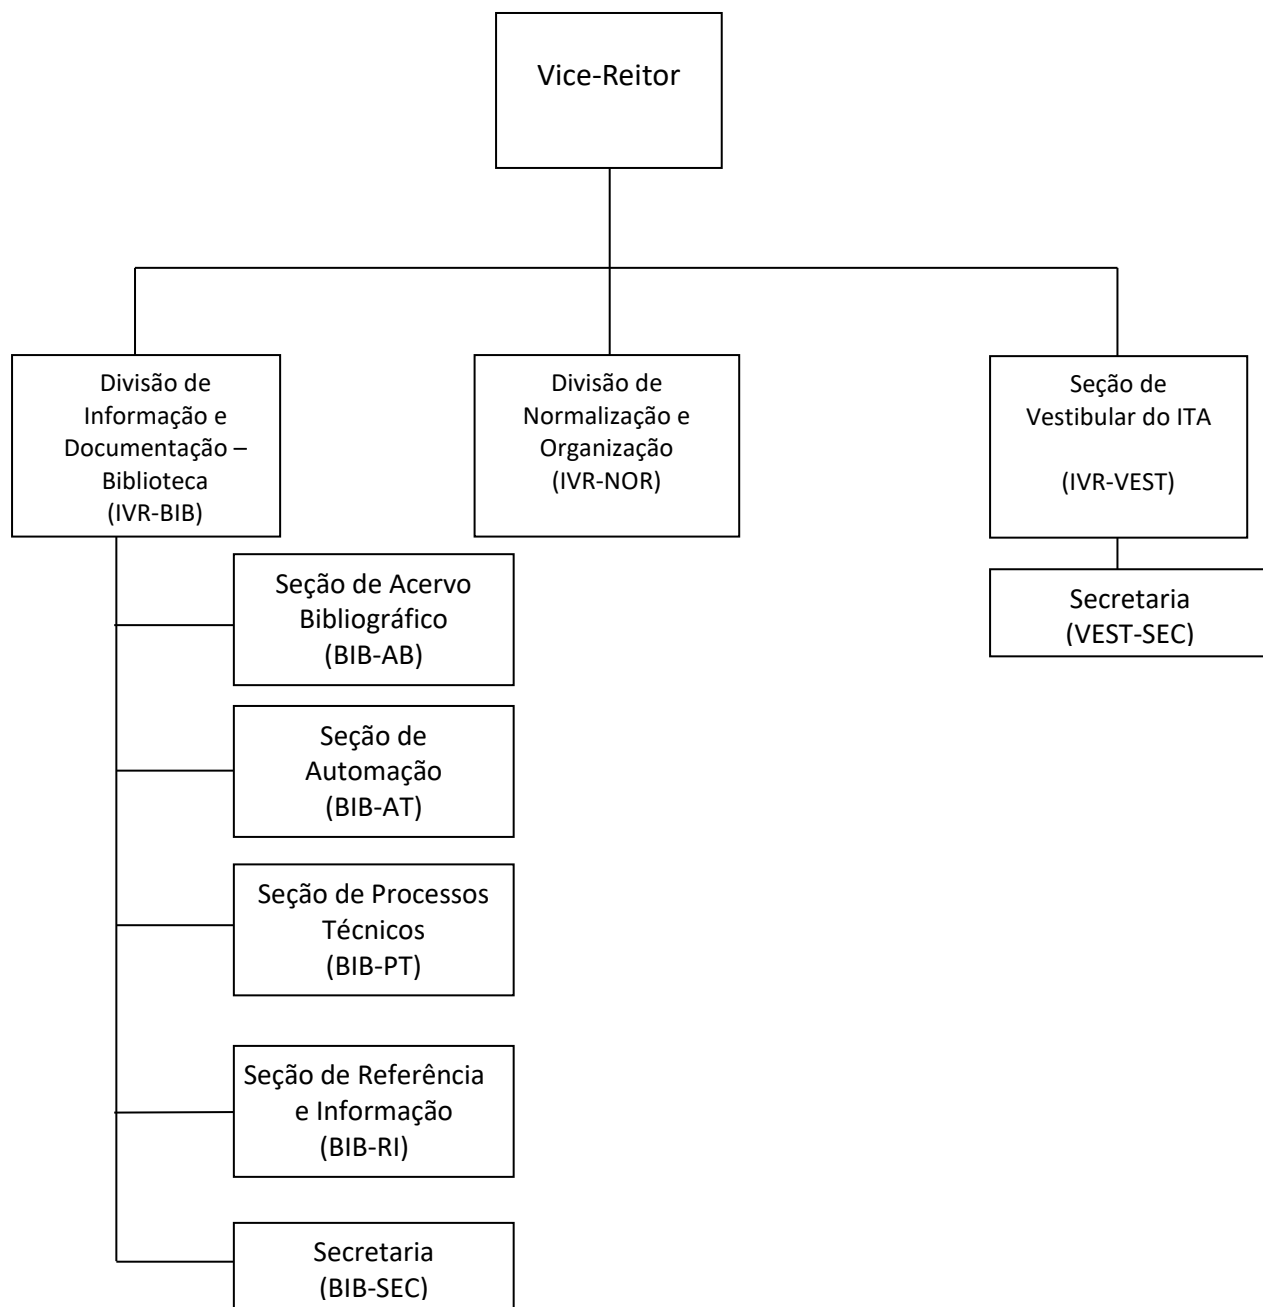 Vice-Reitor
Divisão de
Informação e
Documentação –
Biblioteca
(IVR-BIB)
Divisão de
Normalização e
Organização
(IVR-NOR)
Seção de
Vestibular do ITA
(IVR-VEST)
Seção de Acervo
Bibliográfico
(BIB-AB)
Secretaria
(VEST-SEC)
Seção de
Automação
(BIB-AT)
Seção de Processos
Técnicos
(BIB-PT)
Seção de Referência
e Informação
(BIB-RI)
Secretaria
(BIB-SEC)